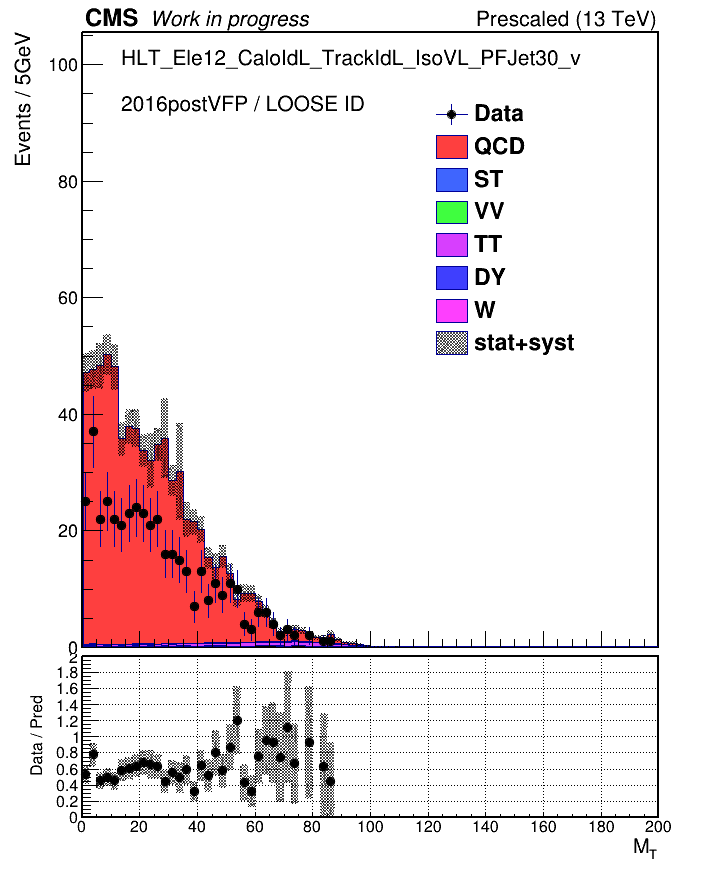 CMS Work in progress Prescaled (13 TeV)
Events / 5GeV
HLT_Ele12_CaloIdL_TrackIdL_IsoVL_PFJet30_v
2016postVFP / LOOSE ID
Data
QCD
ST
VV
TT
DY
W
stat+syst
100
80
60
40
20
0
Data / Pred
2
1.8
1.6
1.4
1.2
1
0.8
0.6
0.4
0.2
0
0 20 40 60 80 100 120 140 160 180 200
M_T